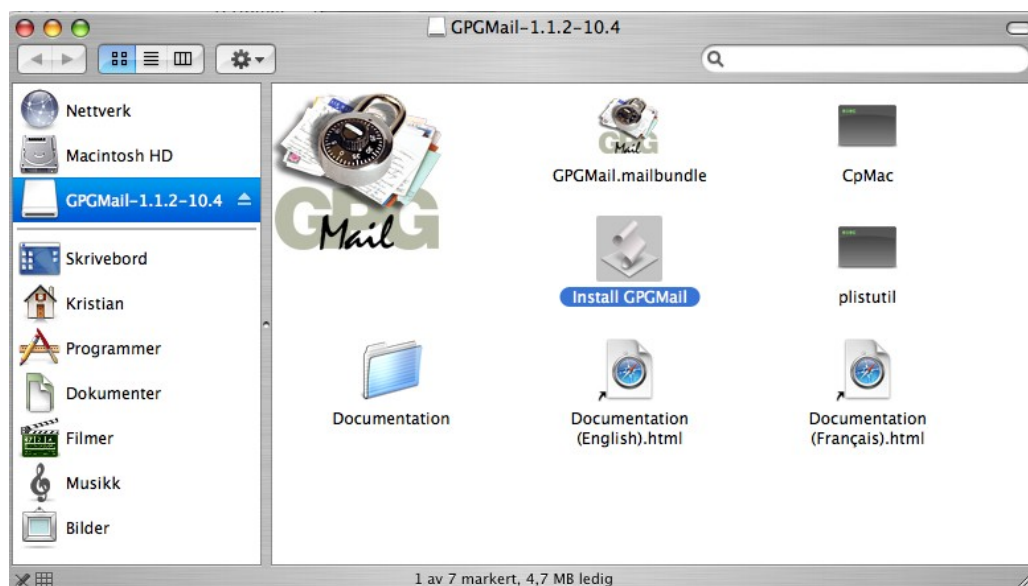 GPGMail-1.1.2-10.4
Nettverk
Macintosh HD
GPGMail-1.1.2-10.4
Skrivebord
Kristian
Programmer
Dokumenter
Filmer
Musikk
Bilder
GPG
Mail
GPG
Mail
GPGMail.mailbundle
CpMac
Install GPGMail
plistutil
Documentation
Documentation
(English).html
Documentation
(Français).html
1 av 7 markert, 4,7 MB ledig